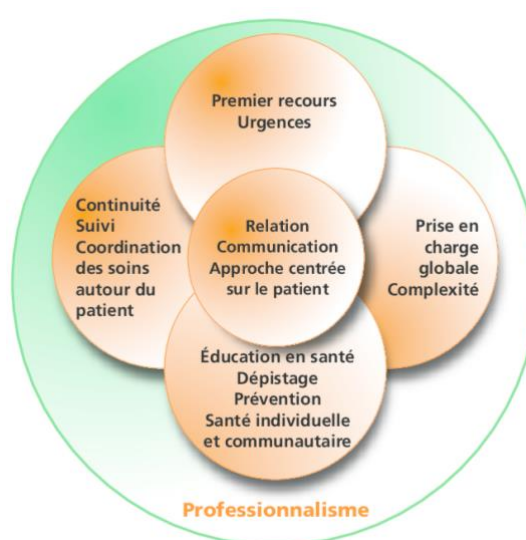 Premier recours
Urgences
Continuité
Suivi
Coordination
des soins
autour du
patient
Relation
Communication
Approche centrée
sur le patient
Prise en
charge
globale
Complexité
Éducation en santé
Dépistage
Prévention
Santé individuelle
et communautaire
Professionnalisme